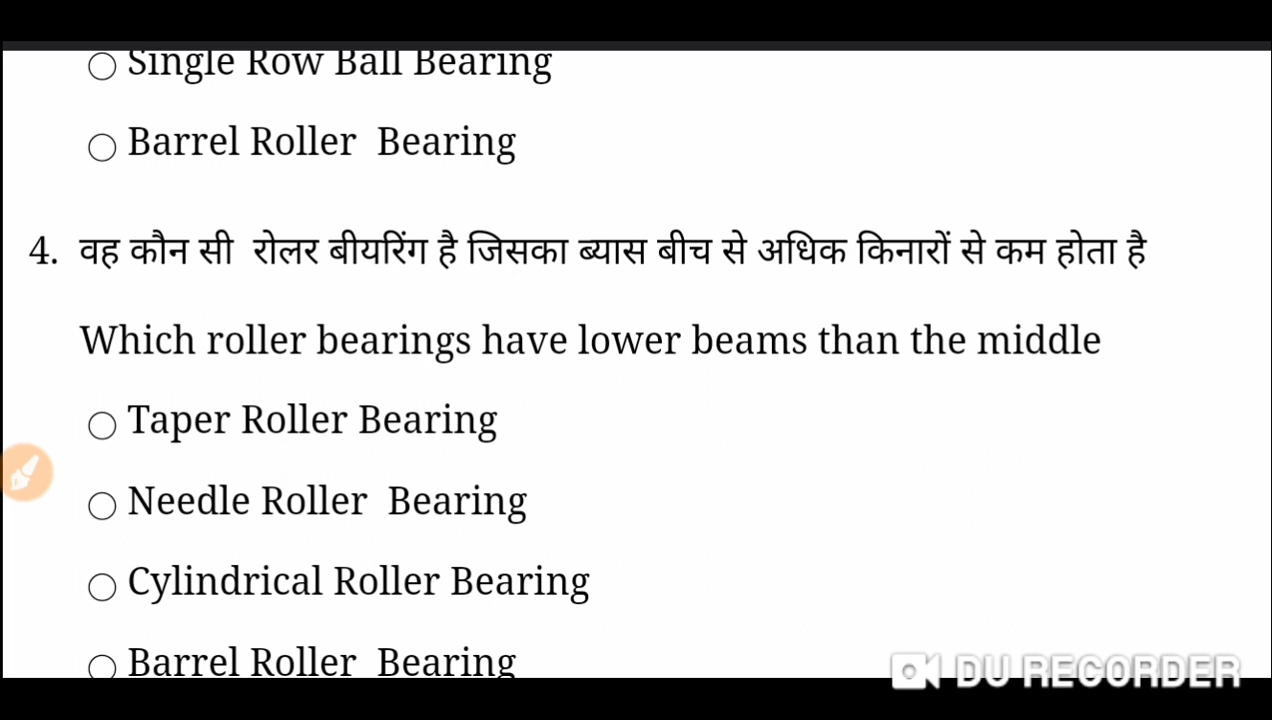 Single Row Ball Bearing
Barrel Roller Bearing
4. वह कौन सी रोलर बीयरिंग है जिसका ब्यास बीच से अधिक किनारों से कम होता है
Which roller bearings have lower beams than the middle
Taper Roller Bearing
Needle Roller Bearing
Cylindrical Roller Bearing
Barrel Roller Bearing
DU RECORDER